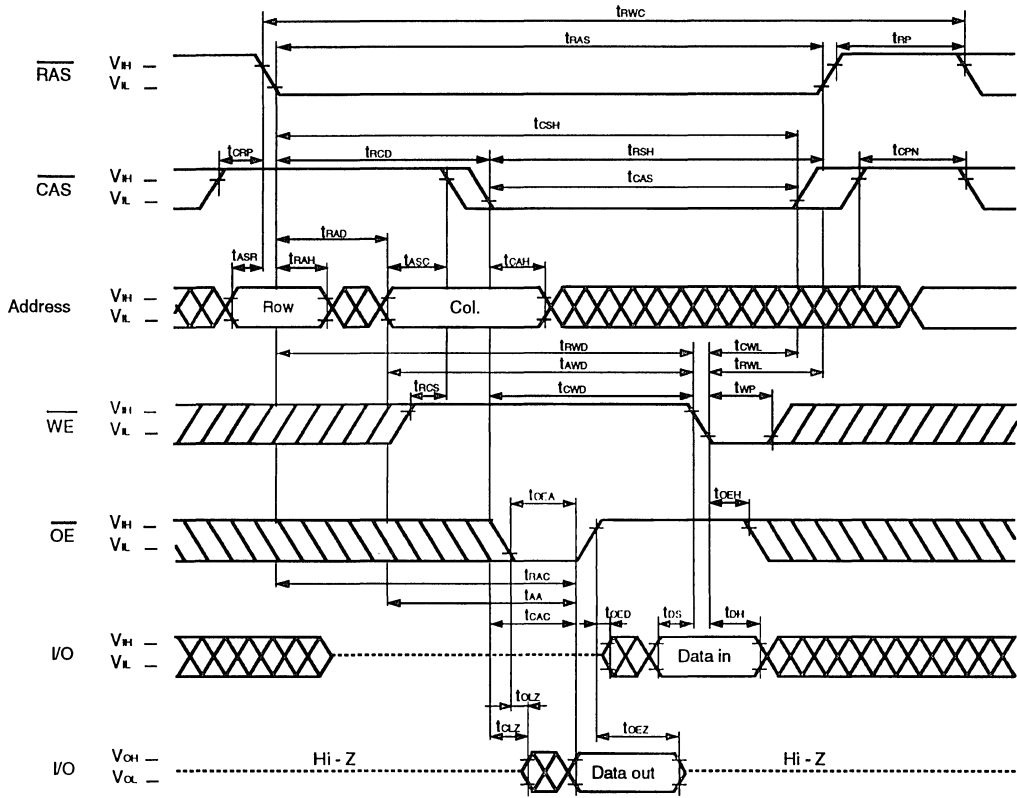 tRWC
tRAS
tRP
RAS
VIH
VIL
tCSH
tCRP
tRCD
tRSH
tCPN
CAS
VIH
VIL
tCAS
tRAD
tASR
tRAH
tASC
tCAH
Address
VIH
VIL
Row
Col.
tRWD
tCWL
tAWD
tRWL
tRCS
tCWD
tWP
WE
VIH
VIL
tOEA
tOEH
OE
VIH
VIL
tRAC
tAA
tCAC
tOED
tDS
tDH
I/O
VIH
VIL
Data in
tOLZ
tCLZ
tOEZ
I/O
VOH
VOL
Hi - Z
Data out
Hi - Z